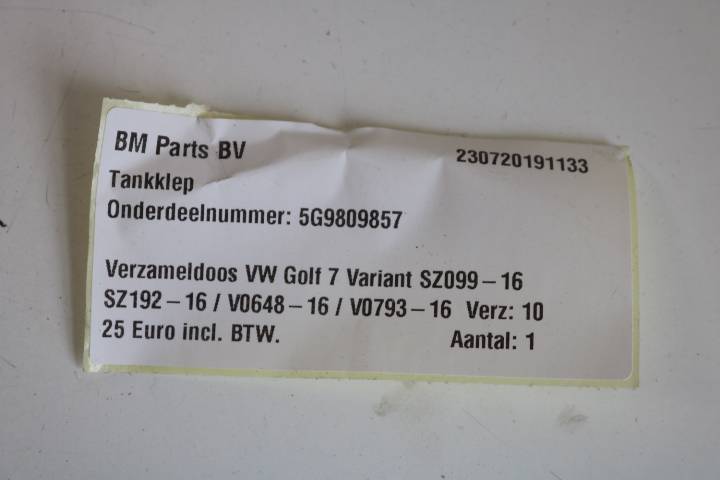 BM Parts BV 230720191133
Tankklep
Onderdeelnummer: 5G9809857
Verzameldoos VW Golf 7 Variant SZ099-16
SZ192-16 / V0648-16 / V0793-16 Verz: 10
25 Euro incl. BTW. Aantal: 1